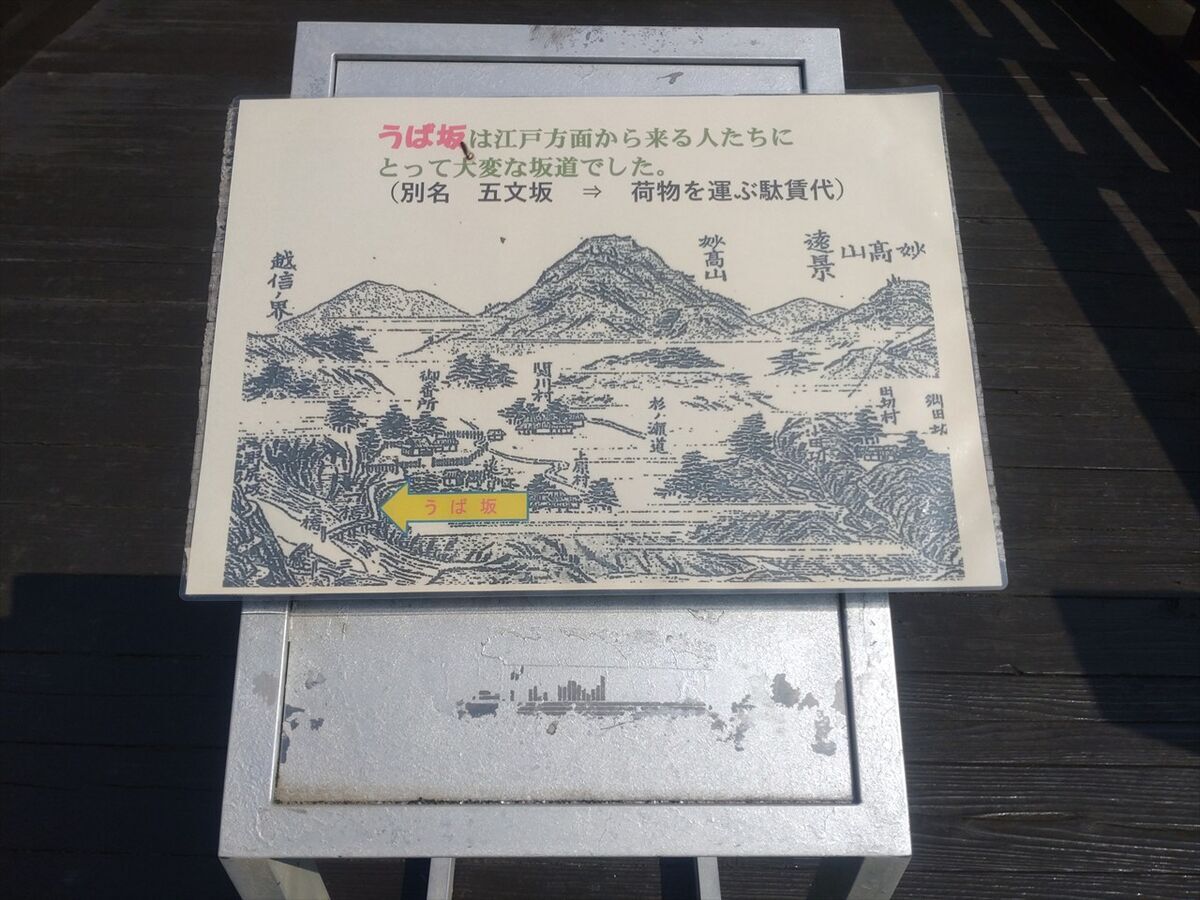 うば坂は江戸方面から来る人たちに
とって大変な坂道でした。
（別名　五文坂　⇒　荷物を運ぶ駄賃代）
妙高山
遠景
妙高山
越信ノ界
関川村
御番所
杉ノ瀬道
田切村
上原村
うば坂
橋